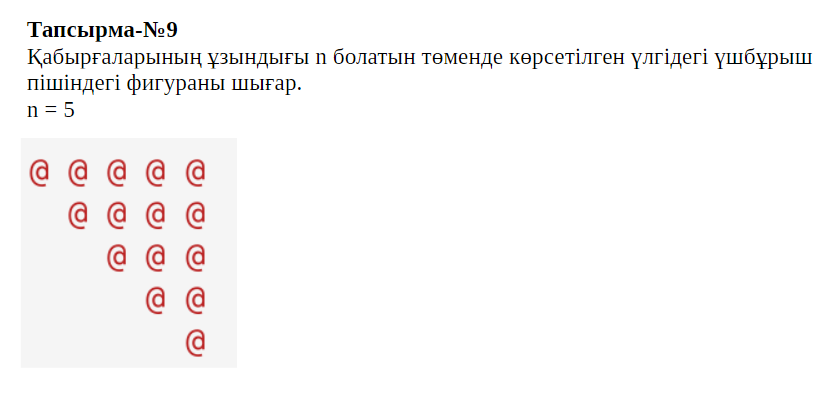 Тапсырма-№9
Қабырғаларының ұзындығы n болатын төменде көрсетілген үлгідегі үшбұрыш
пішіндегі фигураны шығар.
n = 5
@ @ @ @ @
@ @ @ @
@ @ @
@ @
@